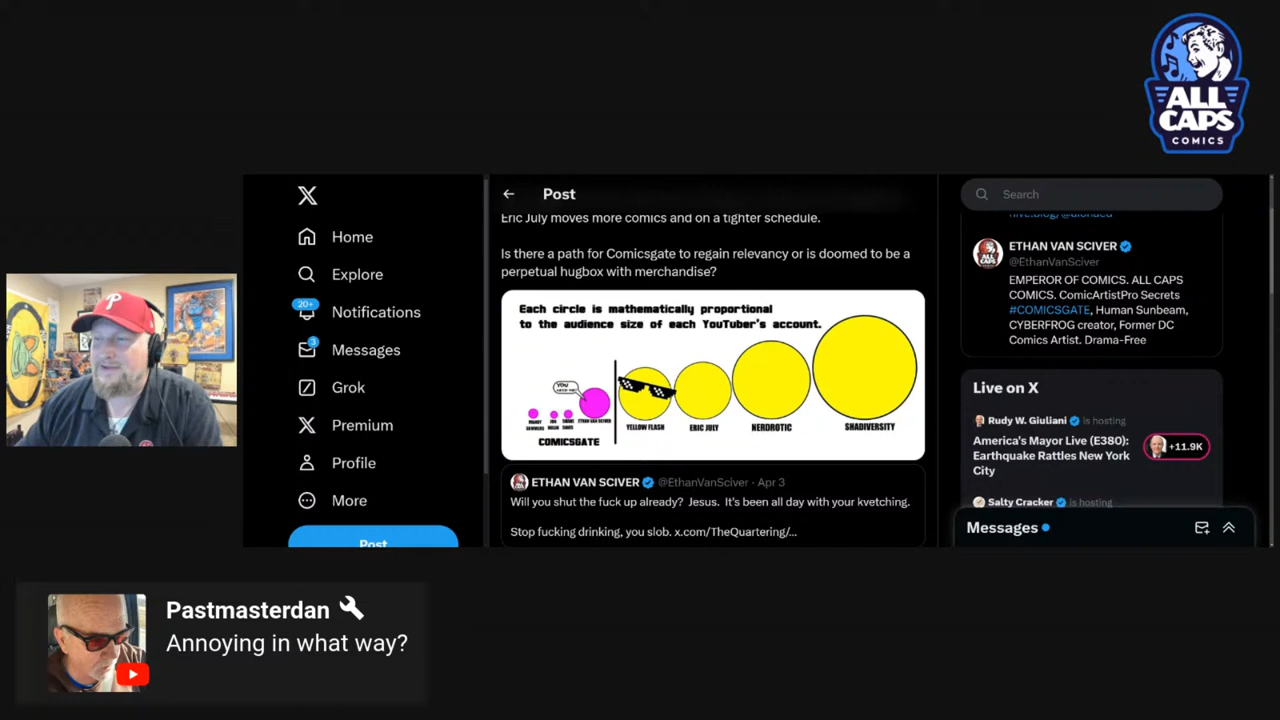 ALL
CAPS
COMICS
P
X
Home
Explore
20+
Notifications
3
Messages
Grok
Premium
Profile
More
Post
Post
Eric July moves more comics and on a tighter schedule.
Is there a path for Comicsgate to regain relevancy or is doomed to be a
perpetual hugbox with merchandise?
Each circle is mathematically proportional
to the audience size of each YouTuber's account.
YOU
ETHAN VAN SCIVER
COMICSGATE
YELLOW FLASH
ERIC JULY
NERDROTIC
SHADIVERSITY
ETHAN VAN SCIVER @EthanVanSciver · Apr 3
Will you shut the fuck up already? Jesus. It's been all day with your kvetching.
Stop fucking drinking, you slob. x.com/TheQuartering/...
Search
ETHAN VAN SCIVER
@EthanVanSciver
EMPEROR OF COMICS. ALL CAPS
COMICS. ComicArtistPro Secrets
#COMICSGATE, Human Sunbeam,
CYBERFROG creator, Former DC
Comics Artist. Drama-Free
Live on X
Rudy W. Giuliani is hosting
America's Mayor Live (E380):
Earthquake Rattles New York
City
+11.9K
Salty Cracker is hosting
Messages
Pastmasterdan
Annoying in what way?